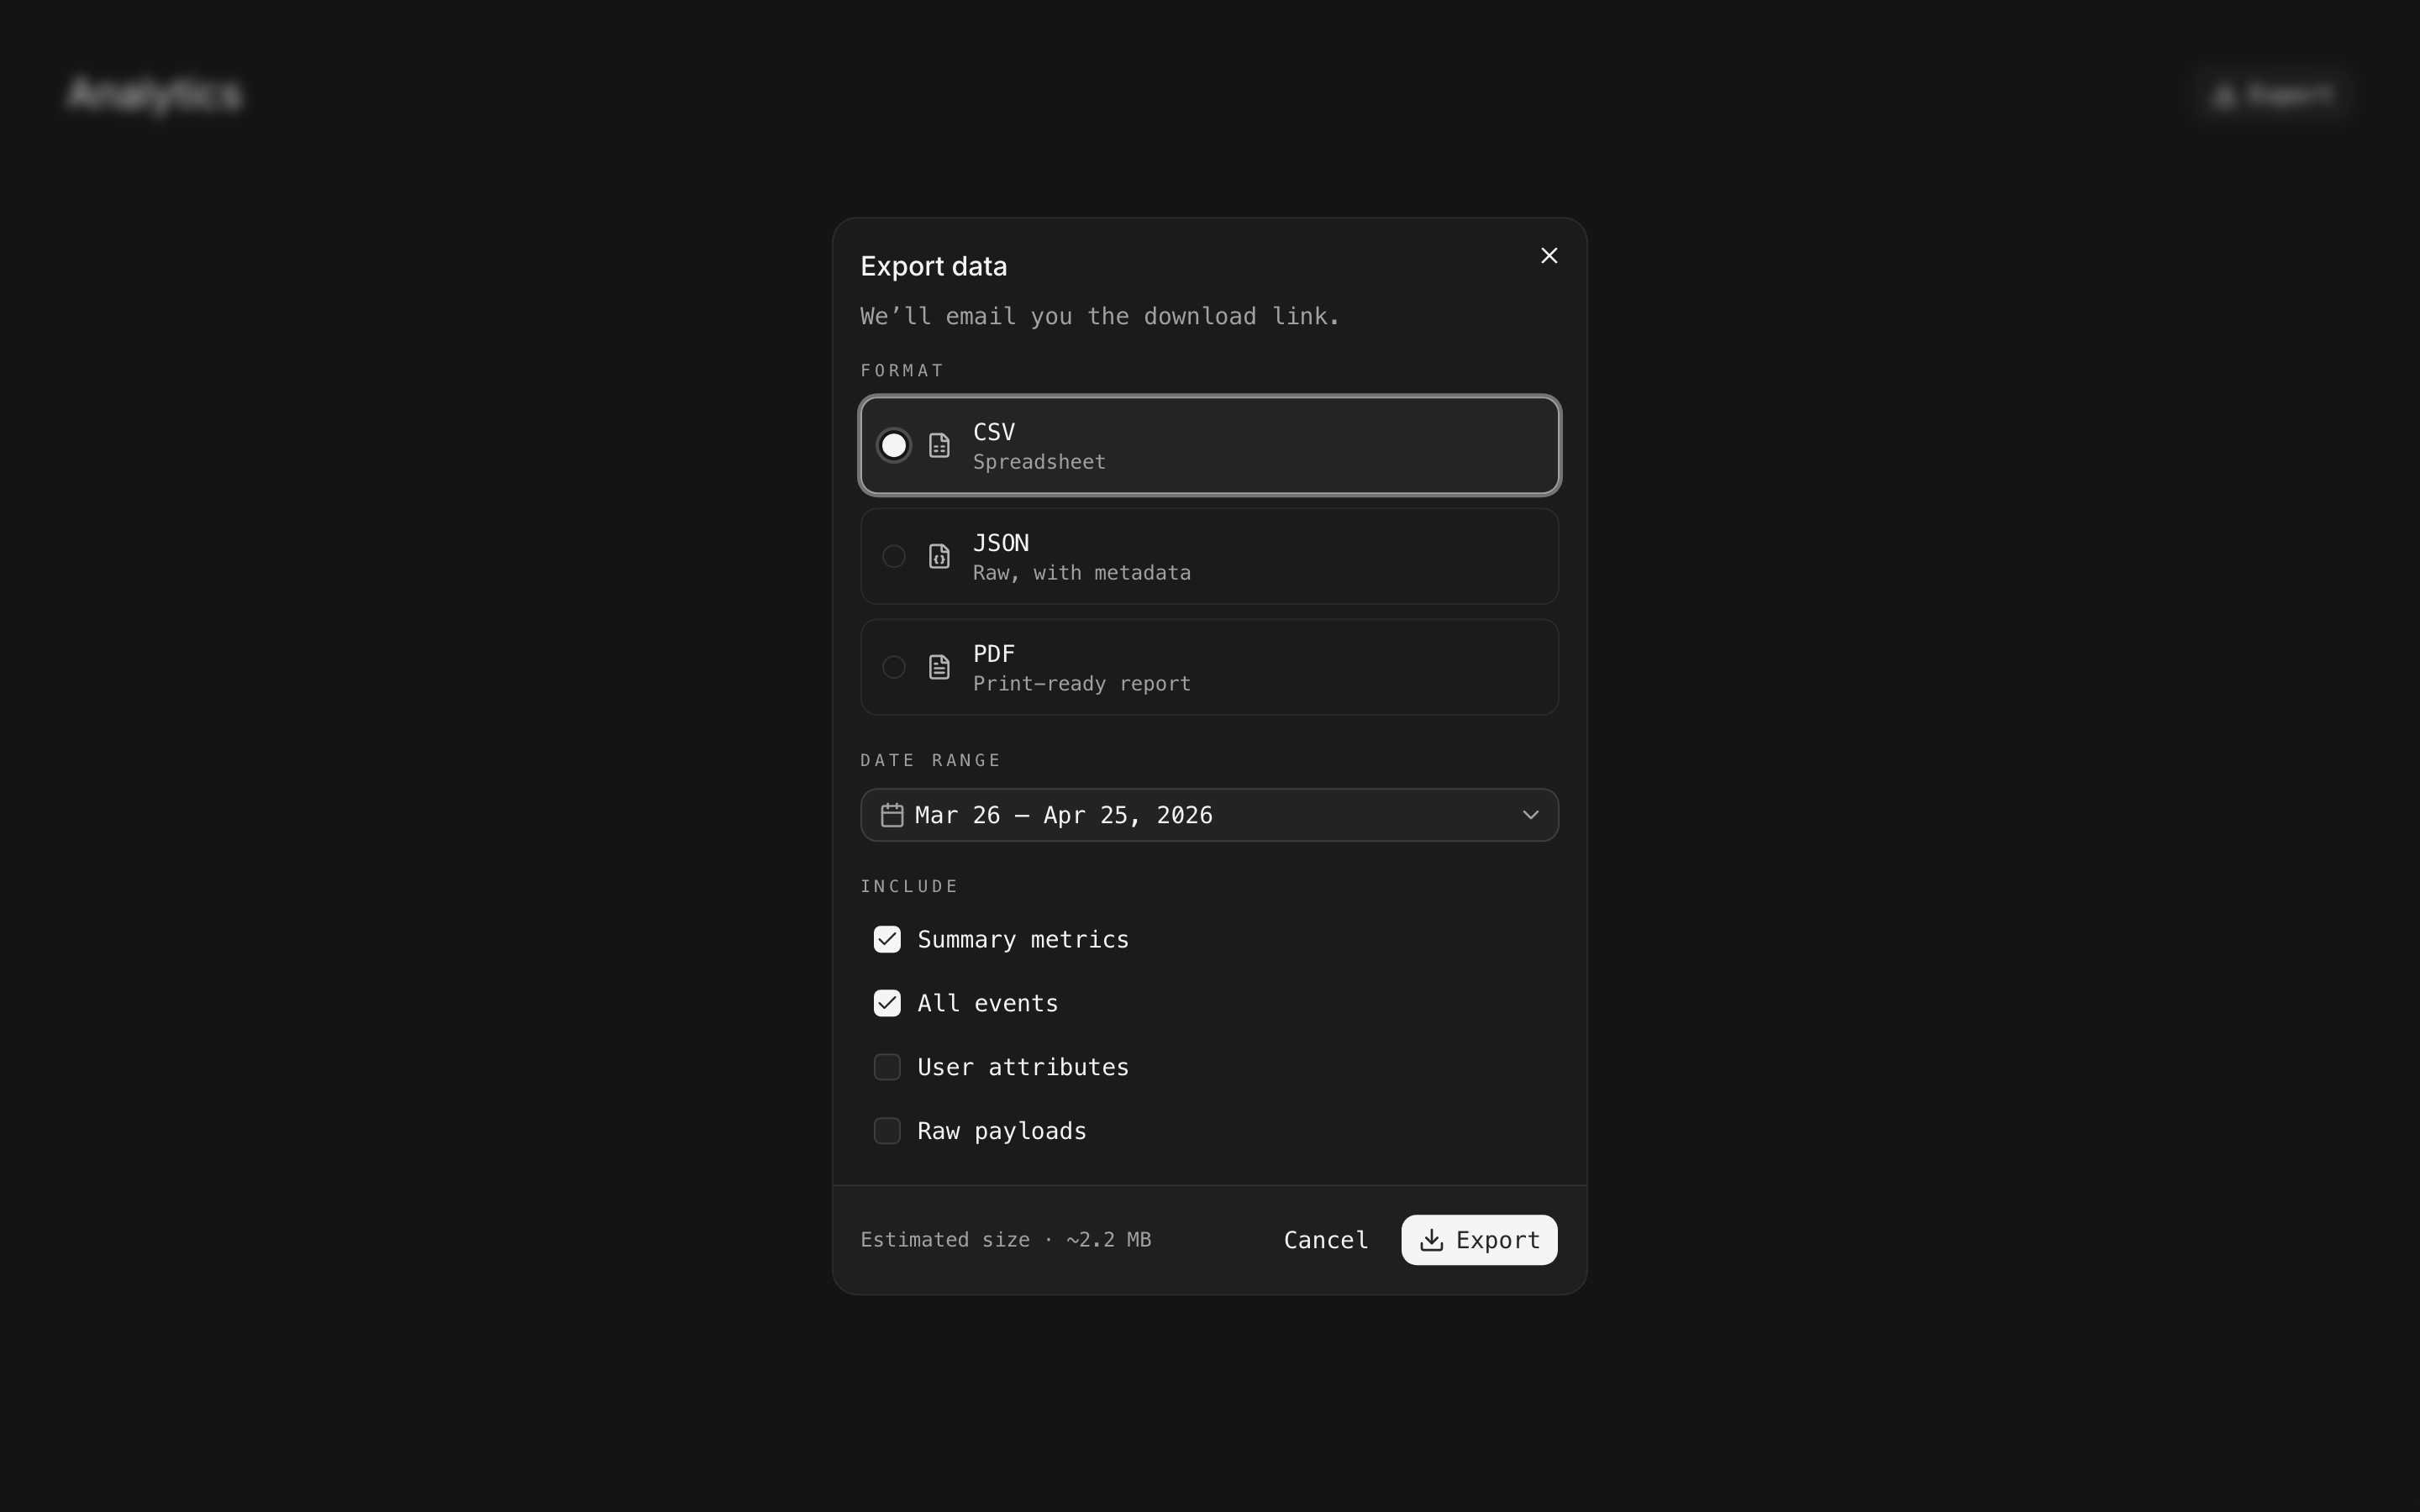 Analytics
Export
Export data
We’ll email you the download link.
FORMAT
CSV
Spreadsheet
JSON
Raw, with metadata
PDF
Print–ready report
DATE RANGE
Mar 26 – Apr 25, 2026
INCLUDE
Summary metrics
All events
User attributes
Raw payloads
Estimated size · ~2.2 MB
Cancel
Export